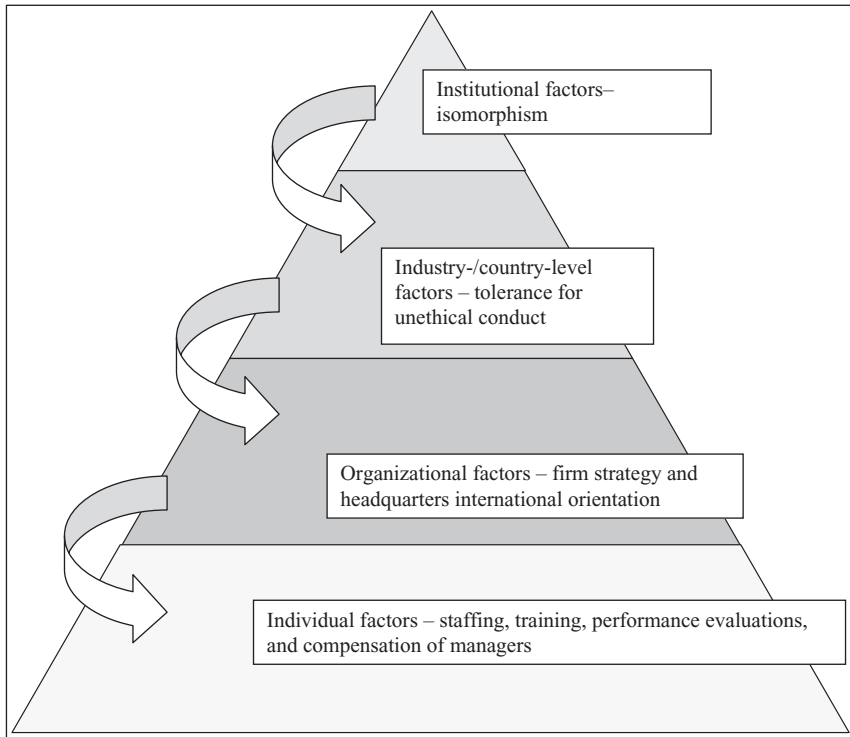 Institutional factors–
isomorphism
Industry-/country-level
factors – tolerance for
unethical conduct
Organizational factors – firm strategy and
headquarters international orientation
Individual factors – staffing, training, performance evaluations,
and compensation of managers